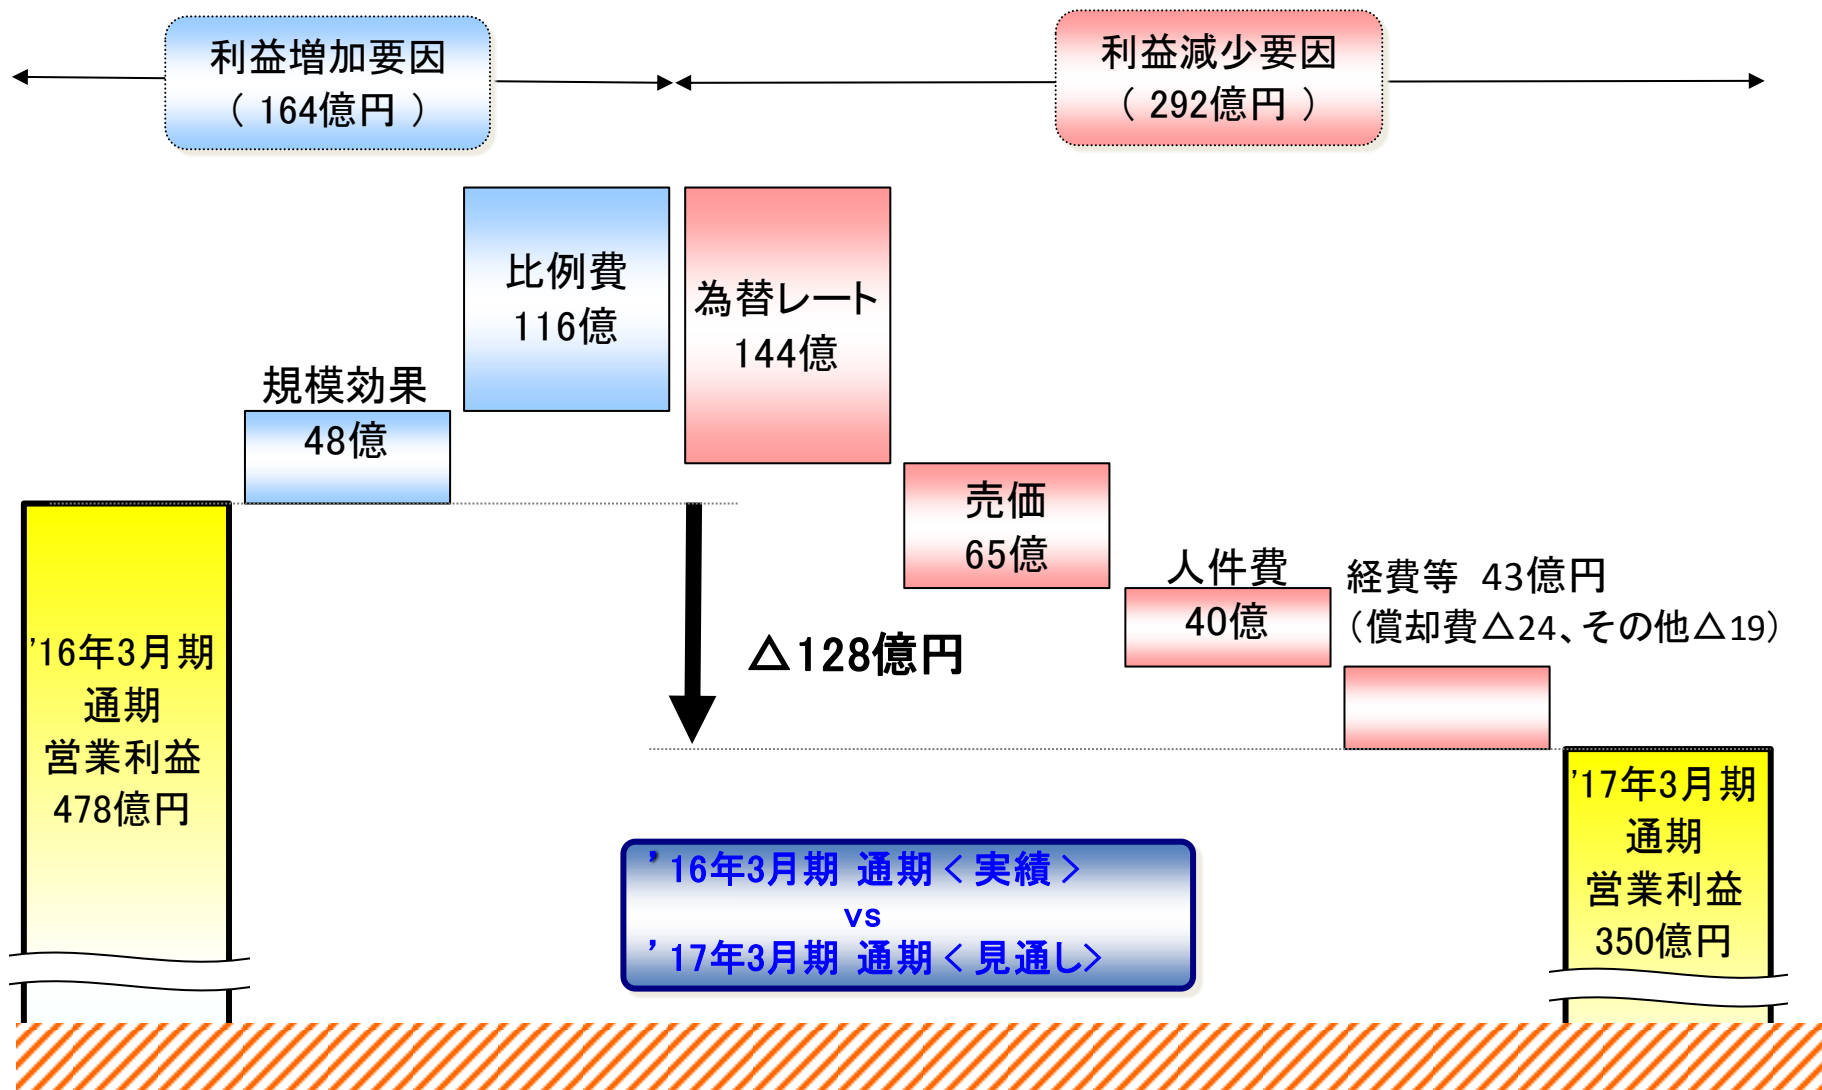 利益増加要因
（ 164億円 ）
利益減少要因
（ 292億円 ）
比例費
116億
為替レート
144億
規模効果
48億
売価
65億
人件費
40億
経費等 43億円
（償却費△24、その他△19）
△128億円
'16年3月期
通期
営業利益
478億円
'17年3月期
通期
営業利益
350億円
’16年3月期 通期＜実績＞
vs
’17年3月期 通期＜見通し＞